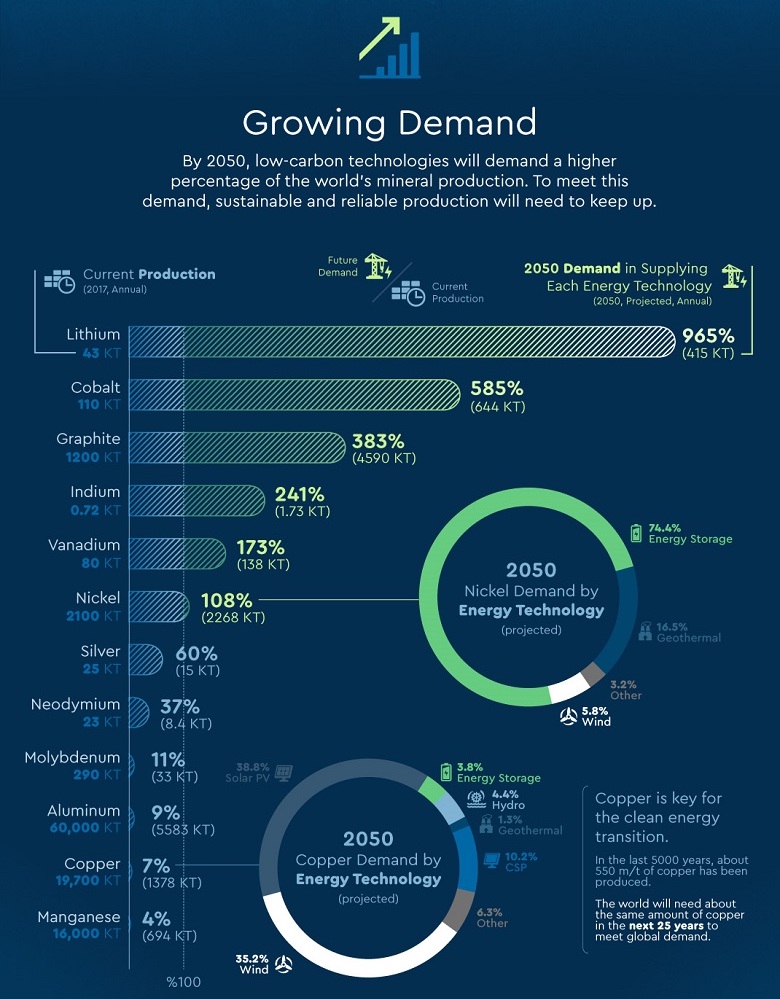 Growing Demand
By 2050, low-carbon technologies will demand a higher
percentage of the world's mineral production. To meet this
demand, sustainable and reliable production will need to keep up.
Current Production
(2017, Annual)
Future
Demand
Current
Production
2050 Demand in Supplying
Each Energy Technology
(2050, Projected, Annual)
Lithium
43 KT
965%
(415 KT)
Cobalt
110 KT
585%
(644 KT)
Graphite
1200 KT
383%
(4590 KT)
Indium
0.72 KT
241%
(1.73 KT)
Vanadium
80 KT
173%
(138 KT)
Nickel
2100 KT
108%
(2268 KT)
Silver
25 KT
60%
(15 KT)
Neodymium
23 KT
37%
(8.4 KT)
Molybdenum
290 KT
11%
(33 KT)
Aluminum
60,000 KT
9%
(5583 KT)
Copper
19,700 KT
7%
(1378 KT)
Manganese
16,000 KT
4%
(694 KT)
%100
2050
Nickel Demand by
Energy Technology
(projected)
74.4%
Energy Storage
16.5%
Geothermal
3.2%
Other
5.8%
Wind
2050
Copper Demand by
Energy Technology
(projected)
38.8%
Solar PV
3.8%
Energy Storage
4.4%
Hydro
1.3%
Geothermal
10.2%
CSP
6.3%
Other
35.2%
Wind
Copper is key for
the clean energy
transition.
In the last 5000 years, about
550 m/t of copper has been
produced.
The world will need about
the same amount of copper
in the next 25 years to
meet global demand.